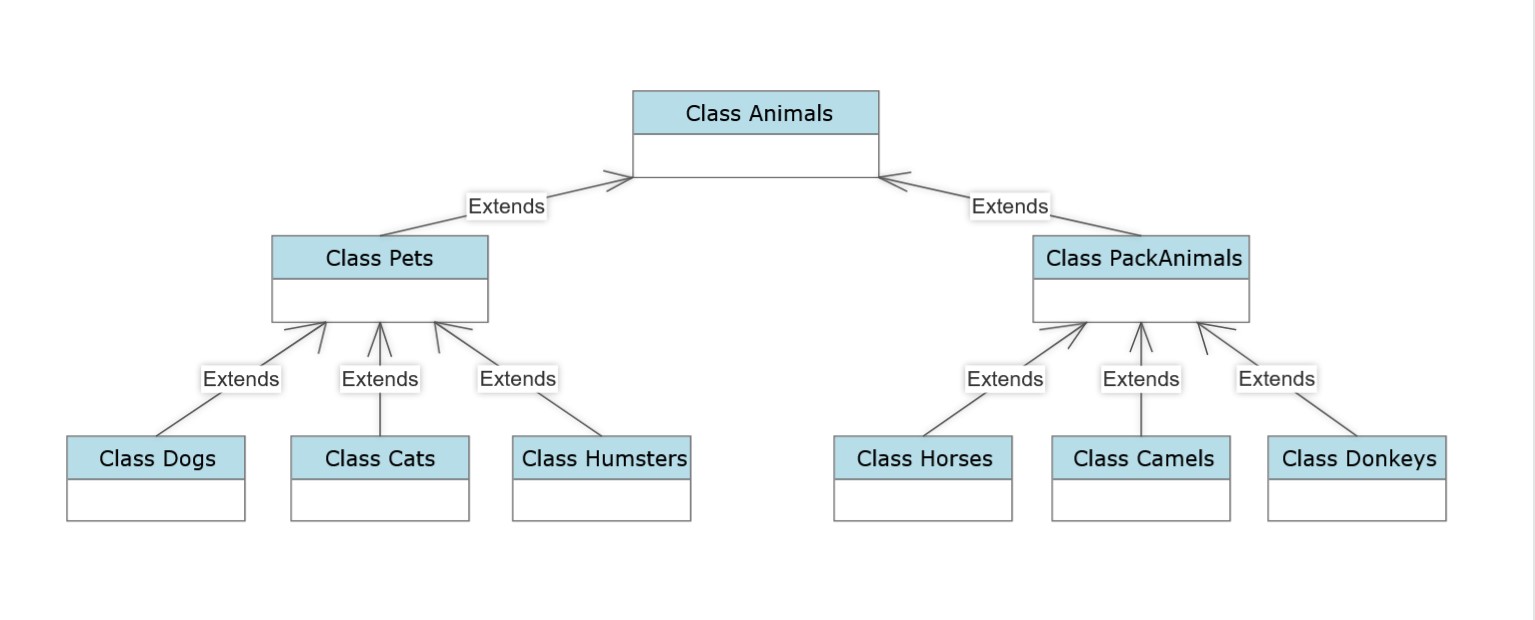 Class Animals
Extends
Extends
Class Pets
Class PackAnimals
Extends
Extends
Extends
Extends
Extends
Extends
Class Dogs
Class Cats
Class Humsters
Class Horses
Class Camels
Class Donkeys